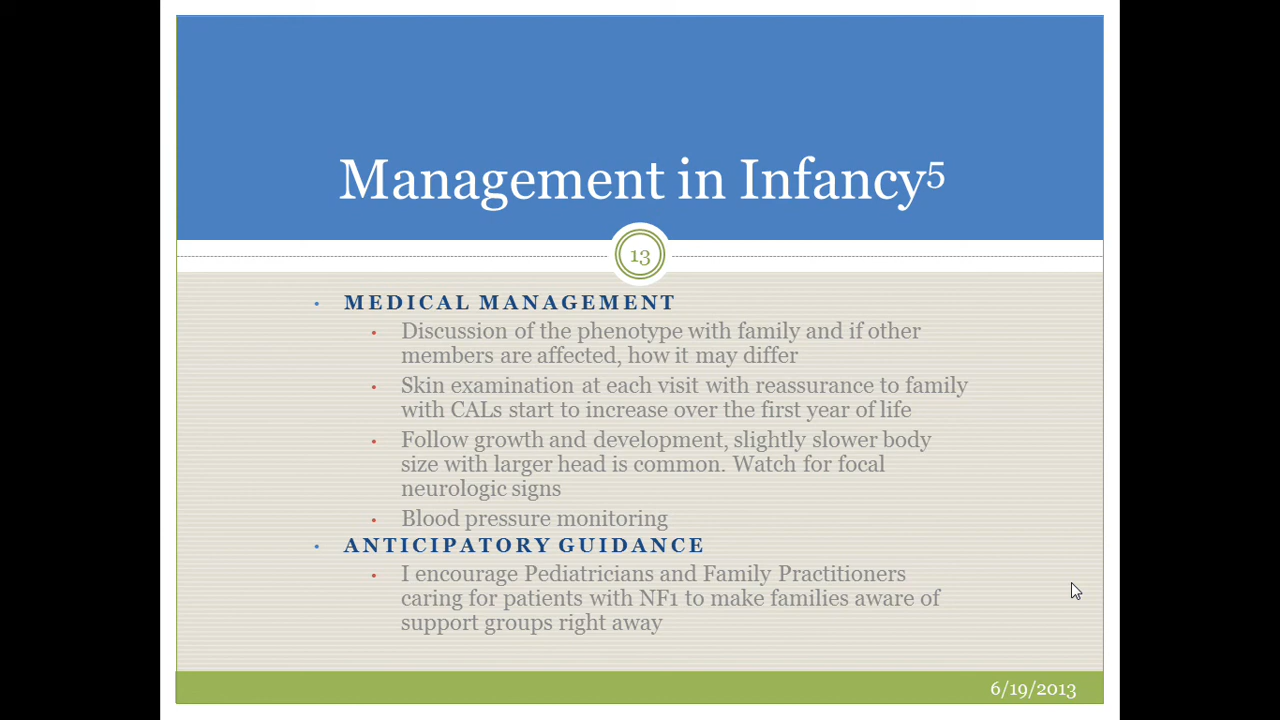 Management in Infancy⁵
13
• MEDICAL MANAGEMENT
• Discussion of the phenotype with family and if other
members are affected, how it may differ
• Skin examination at each visit with reassurance to family
with CALs start to increase over the first year of life
• Follow growth and development, slightly slower body
size with larger head is common. Watch for focal
neurologic signs
• Blood pressure monitoring
• ANTICIPATORY GUIDANCE
• I encourage Pediatricians and Family Practitioners
caring for patients with NF1 to make families aware of
support groups right away
6/19/2013